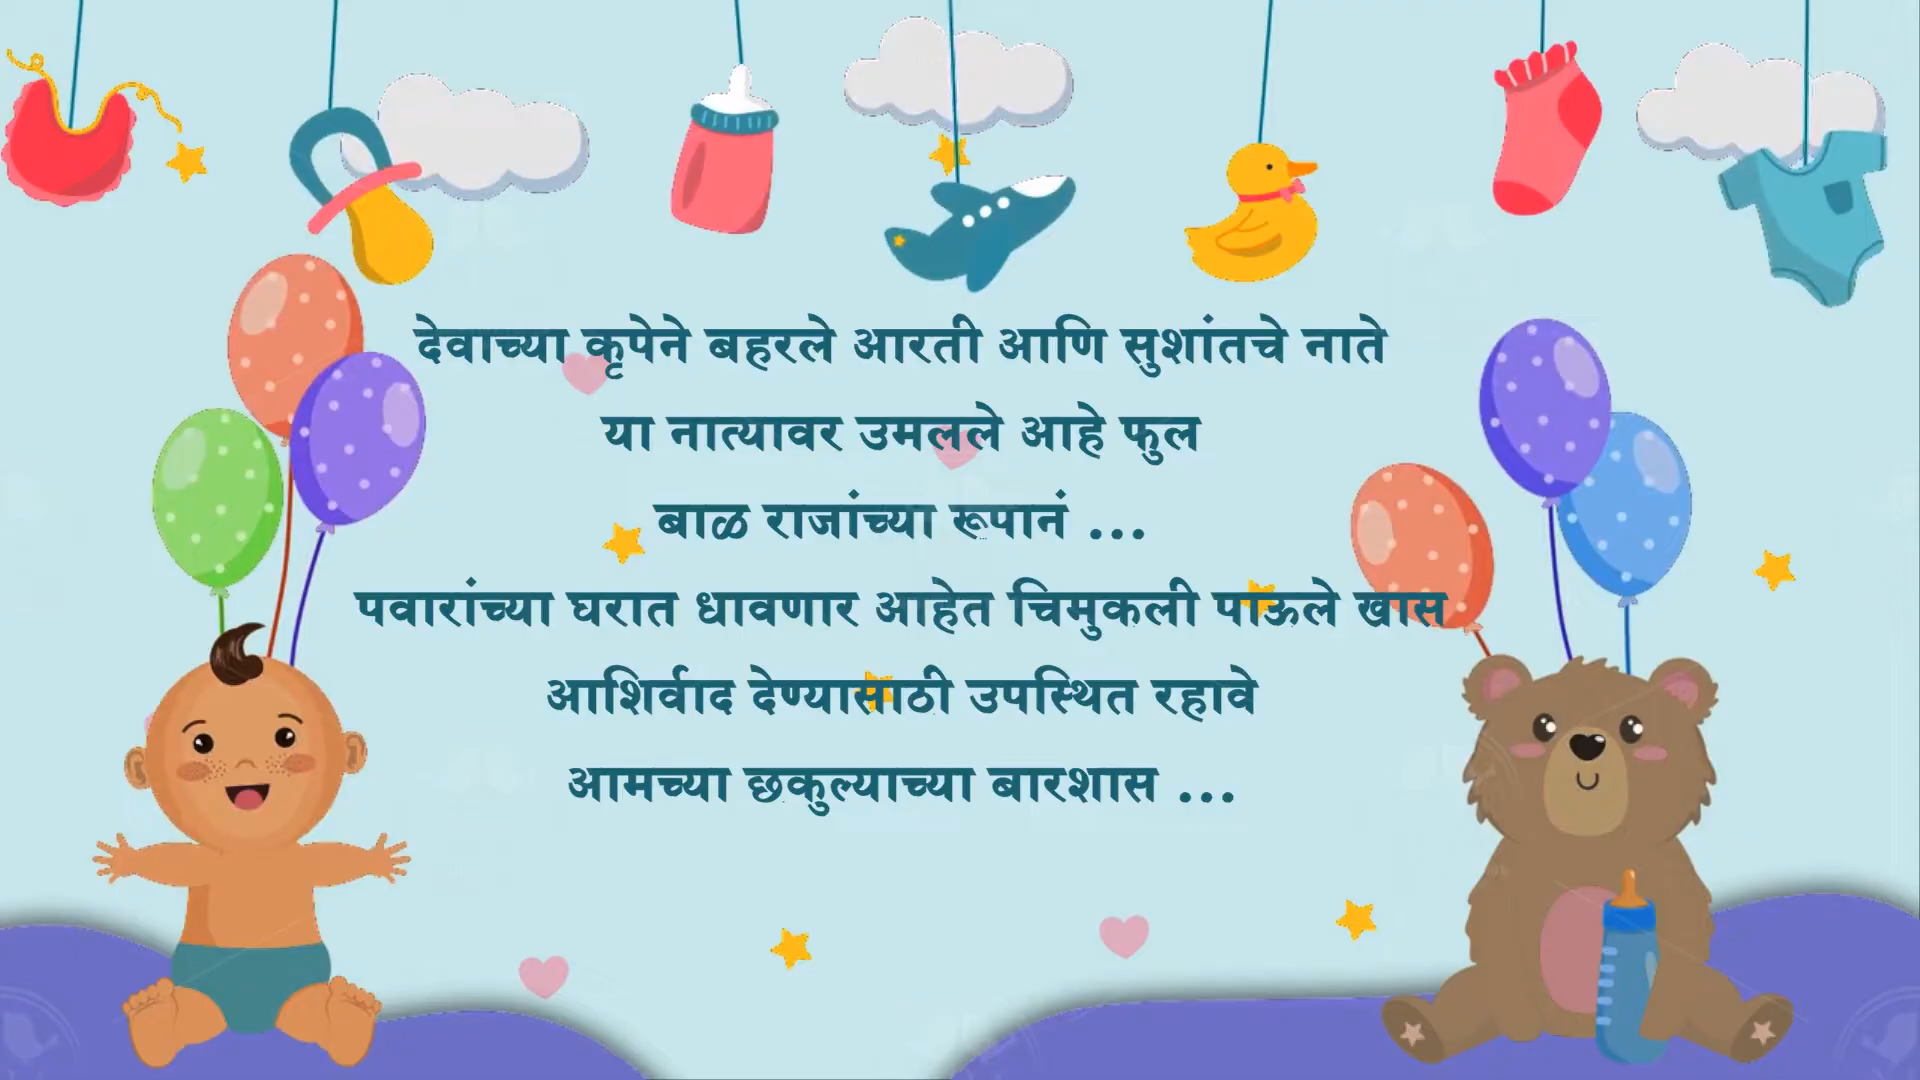 देवाच्या कृपेने बहरले आरती आणि सुशांतचे नाते
या नात्यावर उमलले आहे फुल
बाळ राजांच्या रूपानं ...
पवारांच्या घरात धावणार आहेत चिमुकली पाऊले खास
आशिर्वाद देण्यासाठी उपस्थित रहावे
आमच्या छकुल्याच्या बारशास ...